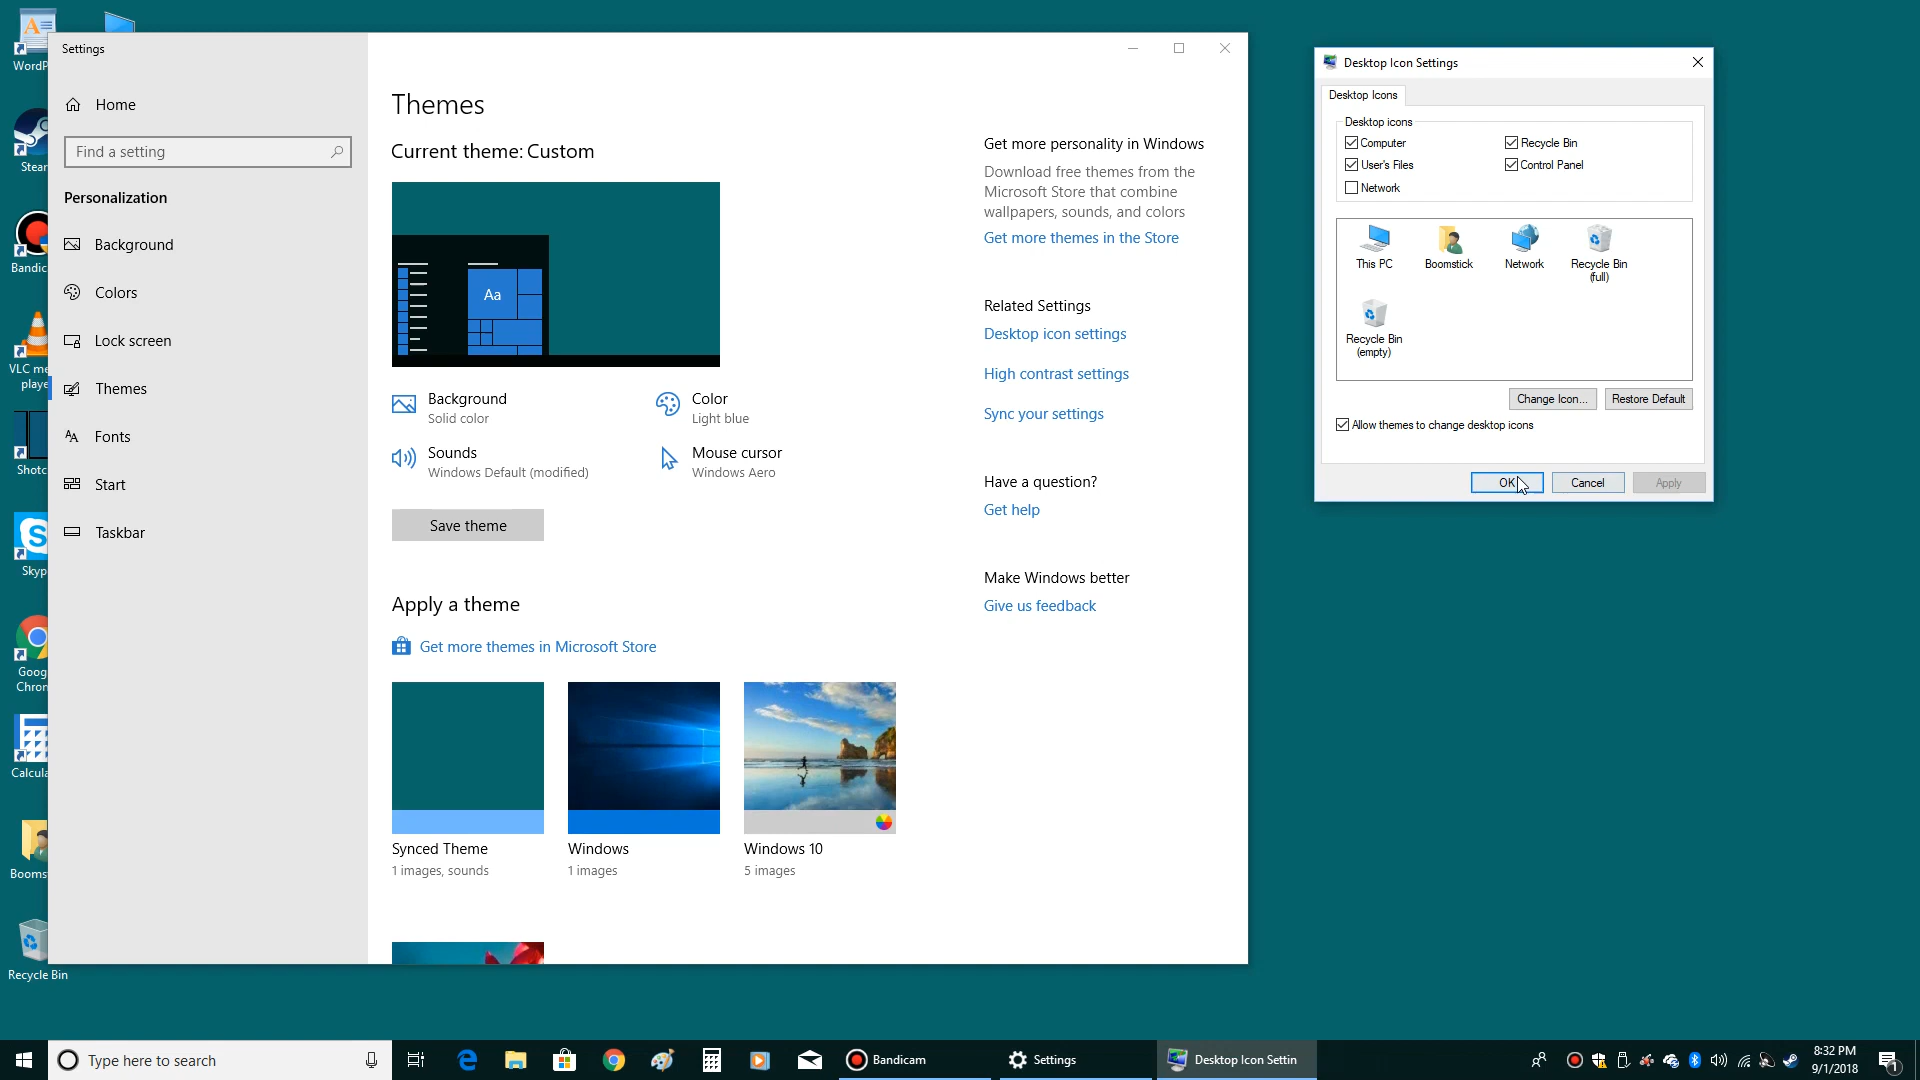 WordP
Stear
Bandic
VLC me
playe
Shotc
Skyp
Goog
Chron
Calcula
Booms
Recycle Bin
Settings
Home
Find a setting
Personalization
Background
Colors
Lock screen
Themes
Fonts
Start
Taskbar
Themes
Current theme: Custom
Aa
Background
Solid color
Color
Light blue
Sounds
Windows Default (modified)
Mouse cursor
Windows Aero
Save theme
Apply a theme
Get more themes in Microsoft Store
Synced Theme
1 images, sounds
Windows
1 images
Windows 10
5 images
Get more personality in Windows
Download free themes from the
Microsoft Store that combine
wallpapers, sounds, and colors
Get more themes in the Store
Related Settings
Desktop icon settings
High contrast settings
Sync your settings
Have a question?
Get help
Make Windows better
Give us feedback
Desktop Icon Settings
Desktop Icons
Desktop icons
Computer
Recycle Bin
User's Files
Control Panel
Network
This PC
Boomstick
Network
Recycle Bin
(full)
Recycle Bin
(empty)
Change Icon...
Restore Default
Allow themes to change desktop icons
OK
Cancel
Apply
Type here to search
Bandicam
Settings
Desktop Icon Settin
8:32 PM
9/1/2018
1